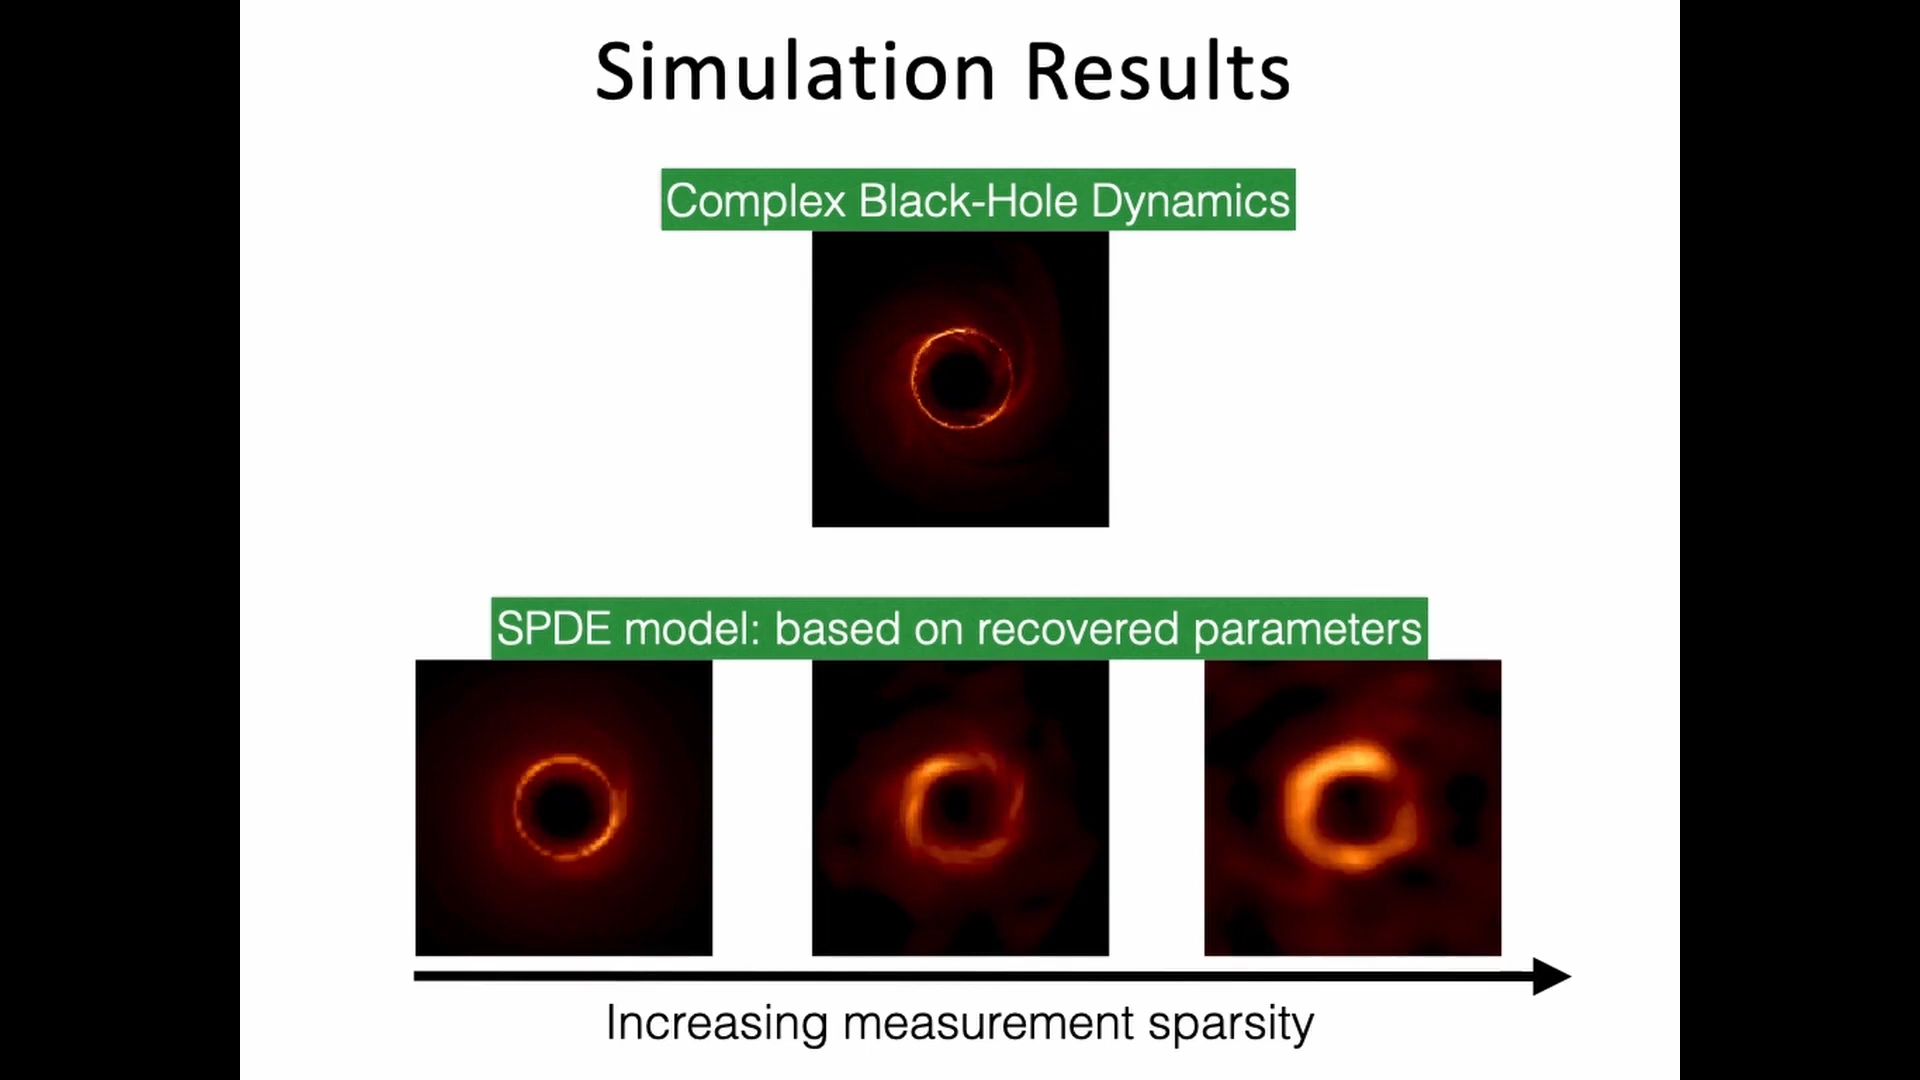 Simulation Results
Complex Black-Hole Dynamics
SPDE model: based on recovered parameters
Increasing measurement sparsity